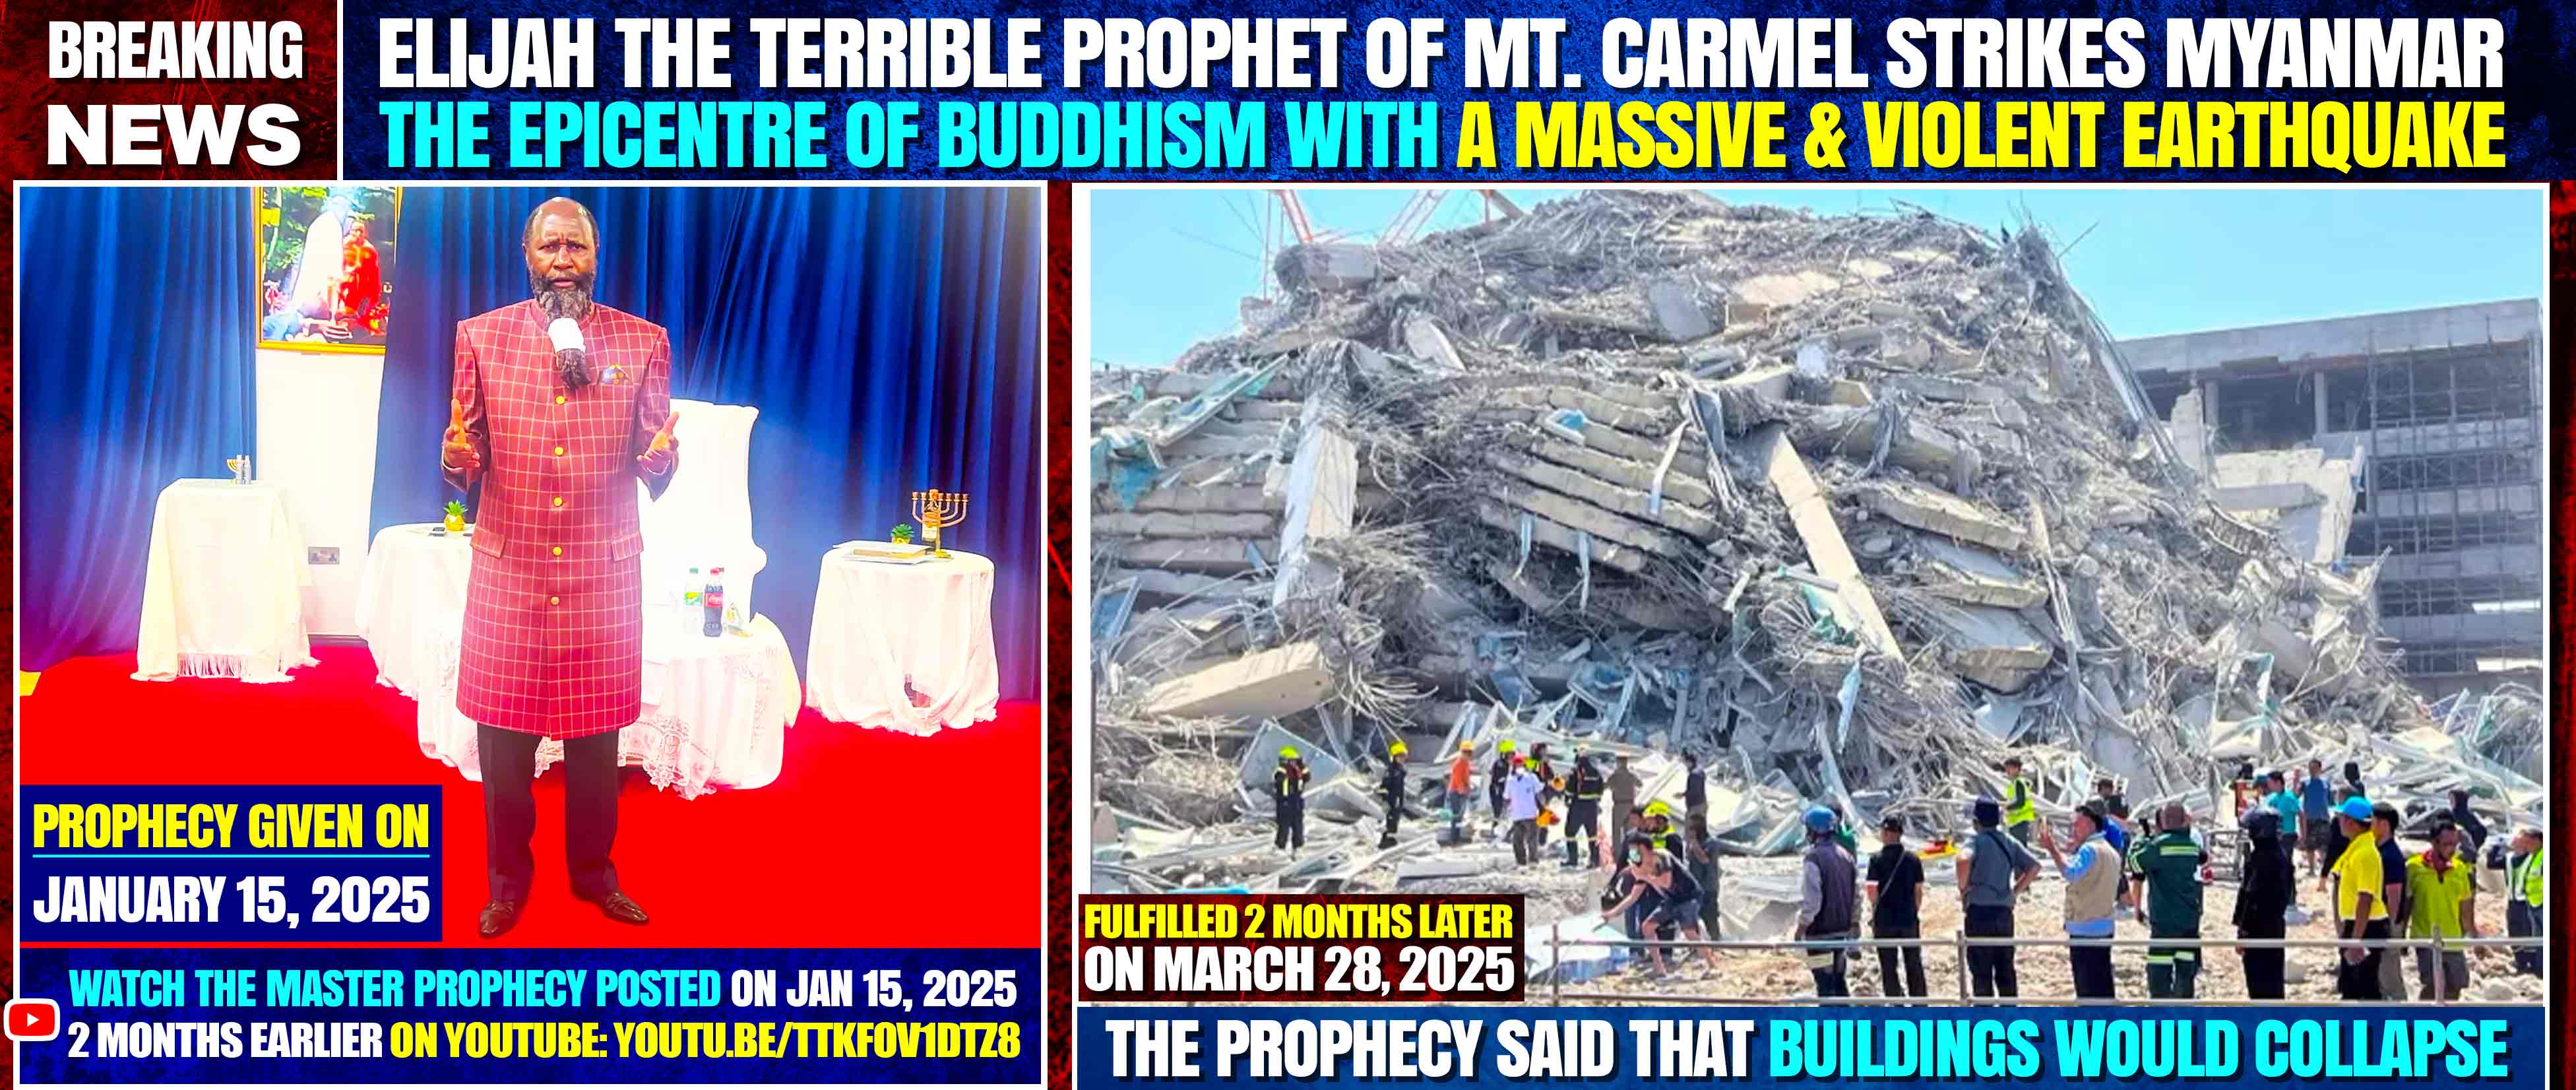 BREAKING
NEWS
ELIJAH THE TERRIBLE PROPHET OF MT. CARMEL STRIKES MYANMAR
THE EPICENTRE OF BUDDHISM WITH A MASSIVE & VIOLENT EARTHQUAKE
PROPHECY GIVEN ON
JANUARY 15, 2025
WATCH THE MASTER PROPHECY POSTED ON JAN 15, 2025
2 MONTHS EARLIER ON YOUTUBE: YOUTU.BE/TTKFOV1DTZ8
FULFILLED 2 MONTHS LATER
ON MARCH 28, 2025
THE PROPHECY SAID THAT BUILDINGS WOULD COLLAPSE